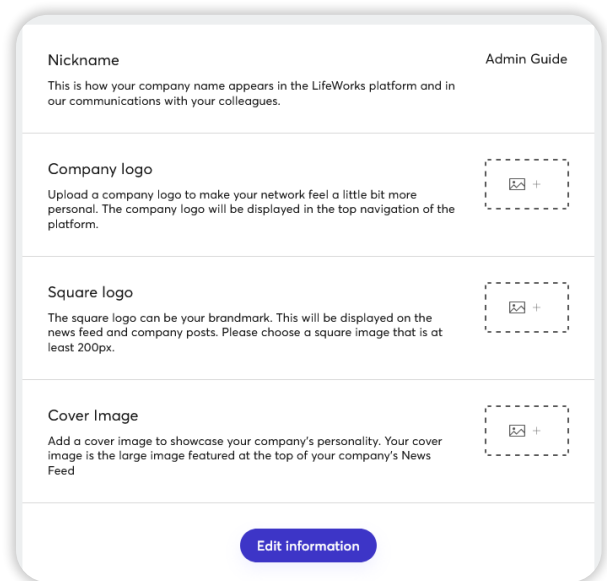 Nickname
Admin Guide
This is how your company name appears in the LifeWorks platform and in
our communications with your colleagues.
Company logo
Upload a company logo to make your network feel a little bit more
personal. The company logo will be displayed in the top navigation of the
platform.
Square logo
The square logo can be your brandmark. This will be displayed on the
news feed and company posts. Please choose a square image that is at
least 200px.
Cover Image
Add a cover image to showcase your company's personality. Your cover
image is the large image featured at the top of your company's News
Feed
Edit information